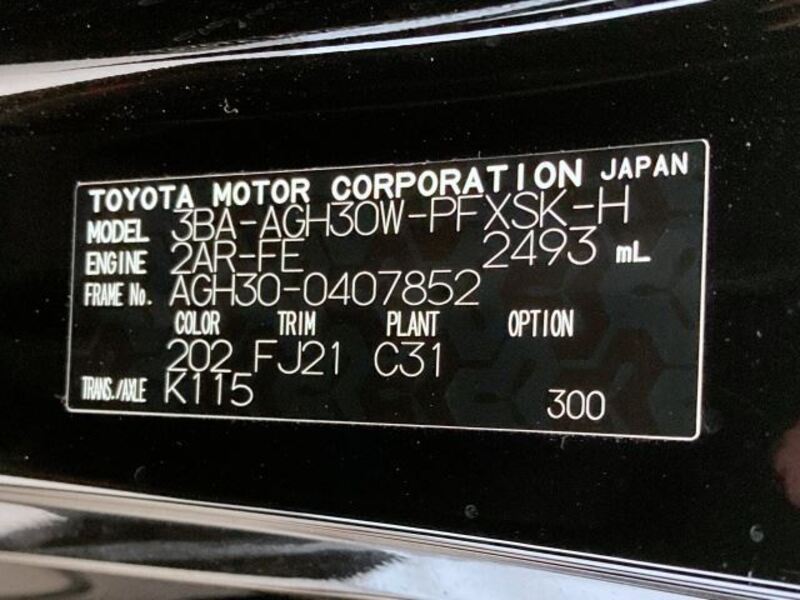 TOYOTA MOTOR CORPORATION JAPAN
MODEL 3BA-AGH30W-PFXSK-H
ENGINE 2AR-FE 2493 mL
FRAME No. AGH30-0407852
COLOR TRIM PLANT OPTION
202 FJ21 C31
TRANS./AXLE K115 300